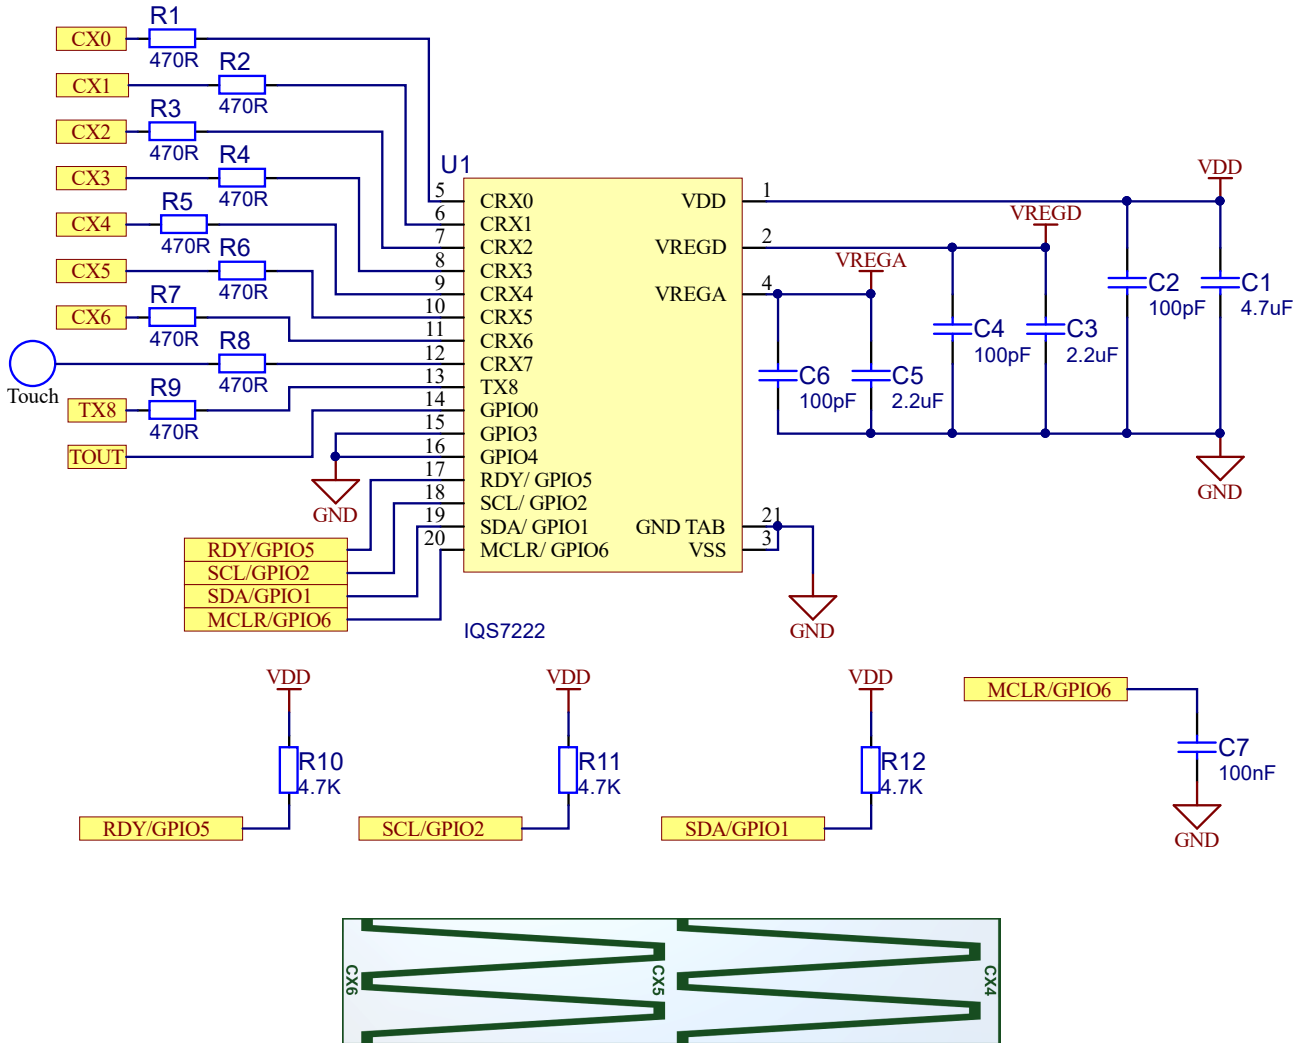 CX0
R1
470R
CX1
R2
470R
CX2
R3
470R
CX3
R4
470R
CX4
R5
470R
CX5
R6
470R
CX6
R7
470R
Touch
R8
470R
TX8
R9
470R
TOUT
GND
RDY/GPIO5
SCL/GPIO2
SDA/GPIO1
MCLR/GPIO6
U1
5 CRX0
6 CRX1
7 CRX2
8 CRX3
9 CRX4
10 CRX5
11 CRX6
12 CRX7
13 TX8
14 GPIO0
15 GPIO3
16 GPIO4
17 RDY/ GPIO5
18 SCL/ GPIO2
19 SDA/ GPIO1
20 MCLR/ GPIO6
VDD 1
VREGD 2
VREGA 4
GND TAB 21
VSS 3
IQS7222
GND
VREGA
VREGD
VDD
C6
100pF
C5
2.2uF
C4
100pF
C3
2.2uF
C2
100pF
C1
4.7uF
GND
VDD
R10
4.7K
RDY/GPIO5
VDD
R11
4.7K
SCL/GPIO2
VDD
R12
4.7K
SDA/GPIO1
MCLR/GPIO6
C7
100nF
GND
CX6
CX5
CX4